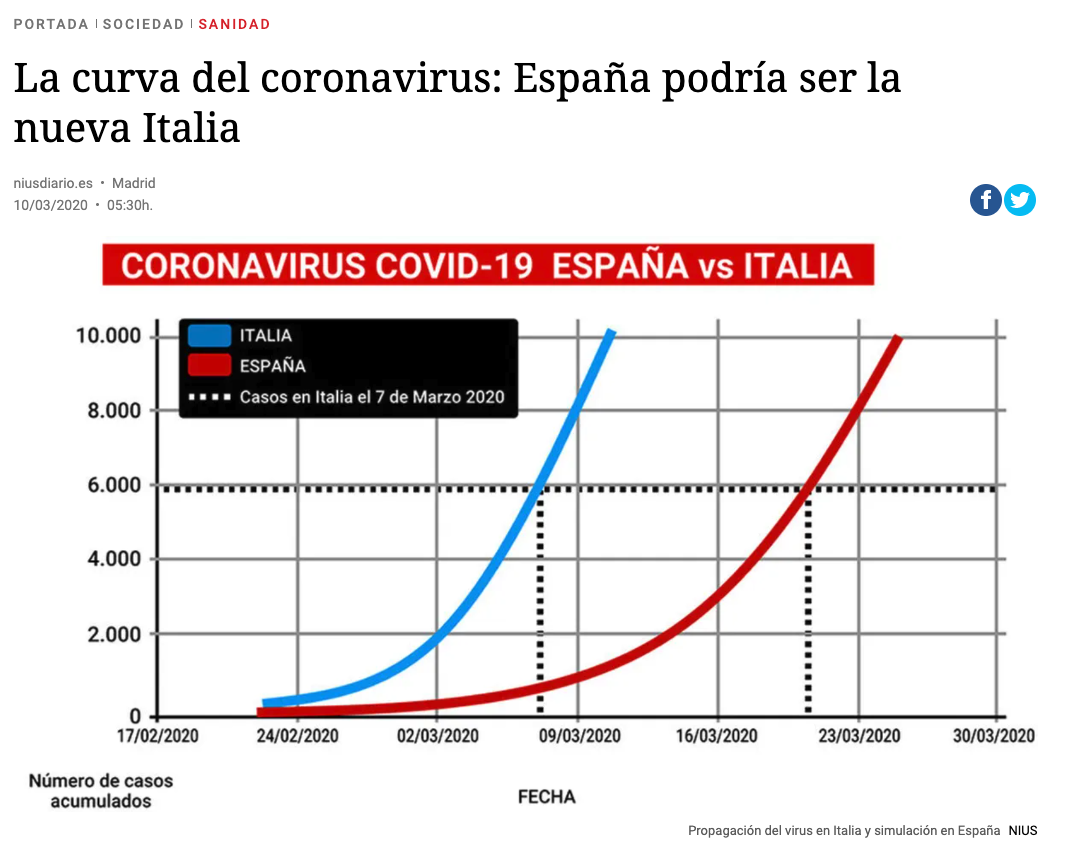 PORTADA | SOCIEDAD | SANIDAD
La curva del coronavirus: España podría ser la
nueva Italia
niusdiario.es • Madrid
10/03/2020 • 05:30h.
CORONAVIRUS COVID-19 ESPAÑA vs ITALIA
ITALIA
ESPAÑA
Casos en Italia el 7 de Marzo 2020
10.000
8.000
6.000
4.000
2.000
0
17/02/2020 24/02/2020 02/03/2020 09/03/2020 16/03/2020 23/03/2020 30/03/2020
Número de casos
acumulados
FECHA
Propagación del virus en Italia y simulación en España NIUS